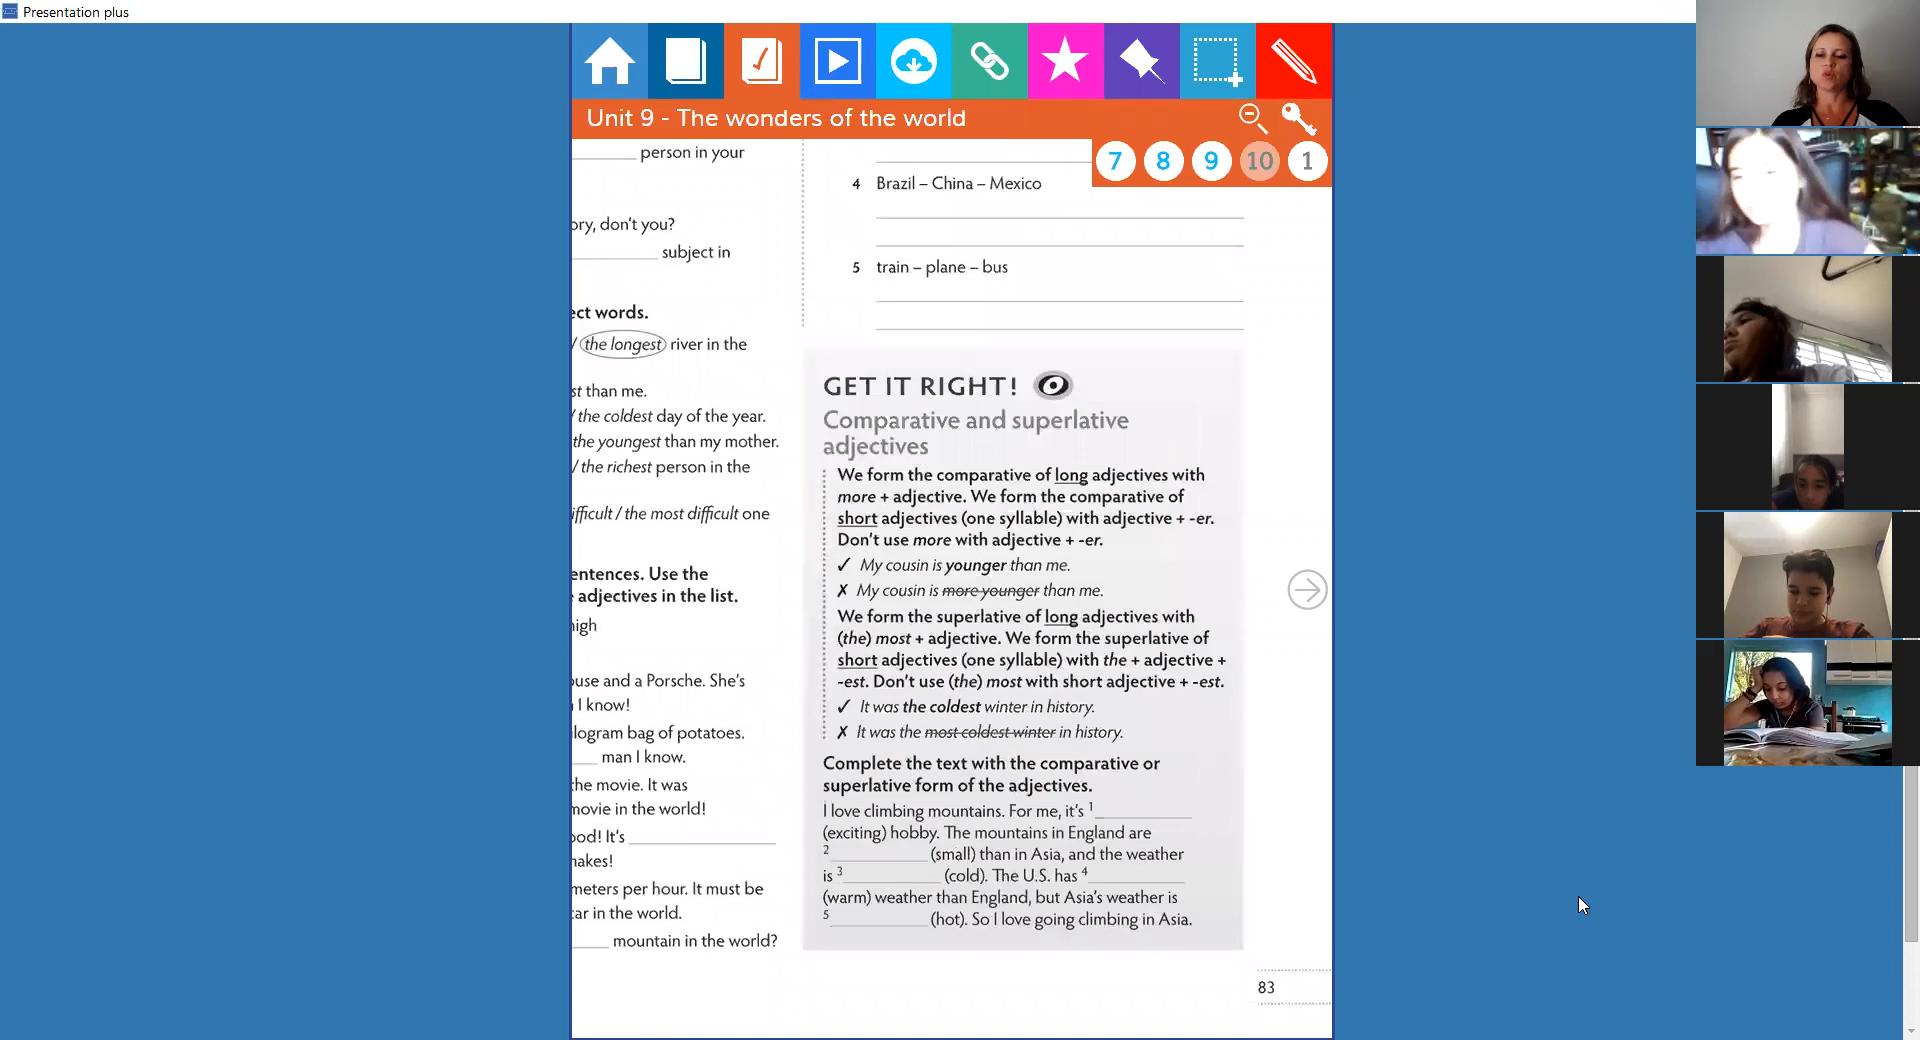 Presentation plus
Unit 9 - The wonders of the world
7 8 9 10 1
person in your
ory, don't you?
subject in
ect words.
/ the longest river in the
st than me.
/ the coldest day of the year.
the youngest than my mother.
/ the richest person in the
ifficult / the most difficult one
entences. Use the
e adjectives in the list.
high
ouse and a Porsche. She's
I know!
logram bag of potatoes.
man I know.
the movie. It was
movie in the world!
ood! It's
nakes!
meters per hour. It must be
car in the world.
mountain in the world?
4 Brazil – China – Mexico
5 train – plane – bus
GET IT RIGHT!
Comparative and superlative
adjectives
We form the comparative of long adjectives with
more + adjective. We form the comparative of
short adjectives (one syllable) with adjective + -er.
Don't use more with adjective + -er.
✓ My cousin is younger than me.
✗ My cousin is more younger than me.
We form the superlative of long adjectives with
(the) most + adjective. We form the superlative of
short adjectives (one syllable) with the + adjective +
-est. Don't use (the) most with short adjective + -est.
✓ It was the coldest winter in history.
✗ It was the most coldest winter in history.
Complete the text with the comparative or
superlative form of the adjectives.
I love climbing mountains. For me, it's 1
(exciting) hobby. The mountains in England are
2 (small) than in Asia, and the weather
is 3 (cold). The U.S. has 4
(warm) weather than England, but Asia's weather is
5 (hot). So I love going climbing in Asia.
83